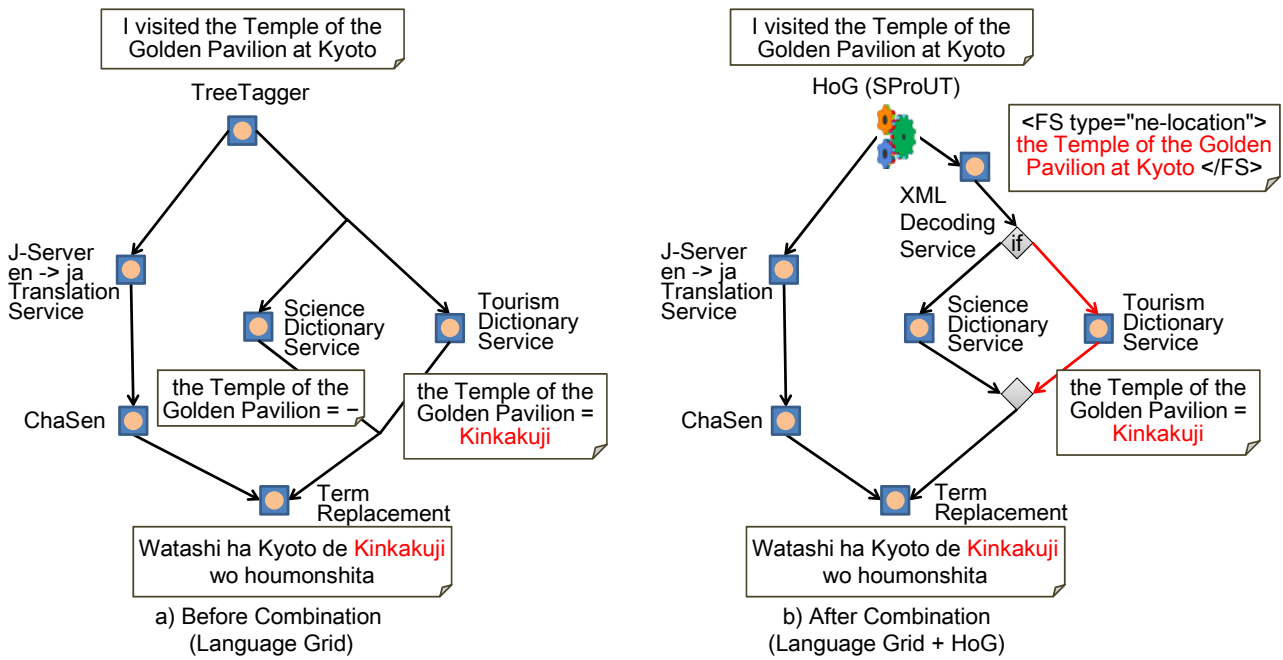 I visited the Temple of the
Golden Pavilion at Kyoto
TreeTagger
J-Server
en -> ja
Translation
Service
Science
Dictionary
Service
Tourism
Dictionary
Service
the Temple of the
Golden Pavilion = −
the Temple of the
Golden Pavilion =
Kinkakuji
ChaSen
Term
Replacement
Watashi ha Kyoto de Kinkakuji
wo houmonshita
a) Before Combination
(Language Grid)
I visited the Temple of the
Golden Pavilion at Kyoto
HoG (SProUT)
<FS type="ne-location">
the Temple of the Golden
Pavilion at Kyoto </FS>
XML
Decoding
Service
if
J-Server
en -> ja
Translation
Service
Science
Dictionary
Service
Tourism
Dictionary
Service
the Temple of the
Golden Pavilion =
Kinkakuji
ChaSen
Term
Replacement
Watashi ha Kyoto de Kinkakuji
wo houmonshita
b) After Combination
(Language Grid + HoG)